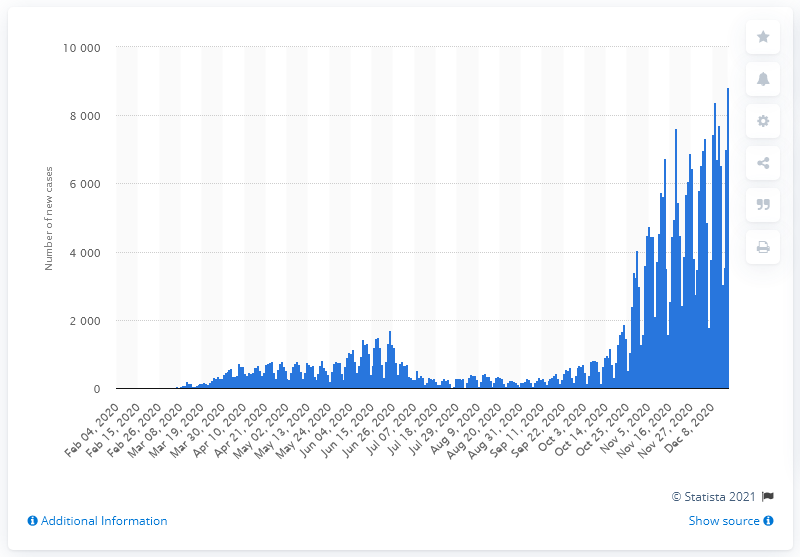 10 000
8 000
6 000
4 000
2 000
0
Number of new cases
Feb 04, 2020
Feb 15, 2020
Feb 26, 2020
Mar 08, 2020
Mar 19, 2020
Mar 30, 2020
Apr 10, 2020
Apr 21, 2020
May 02, 2020
May 13, 2020
May 24, 2020
Jun 04, 2020
Jun 15, 2020
Jun 26, 2020
Jul 07, 2020
Jul 18, 2020
Jul 29, 2020
Aug 9, 2020
Aug 20, 2020
Aug 31, 2020
Sep 11, 2020
Sep 22, 2020
Oct 3, 2020
Oct 14, 2020
Oct 25, 2020
Nov 5, 2020
Nov 16, 2020
Nov 27, 2020
Dec 8, 2020
© Statista 2021
Additional Information
Show source